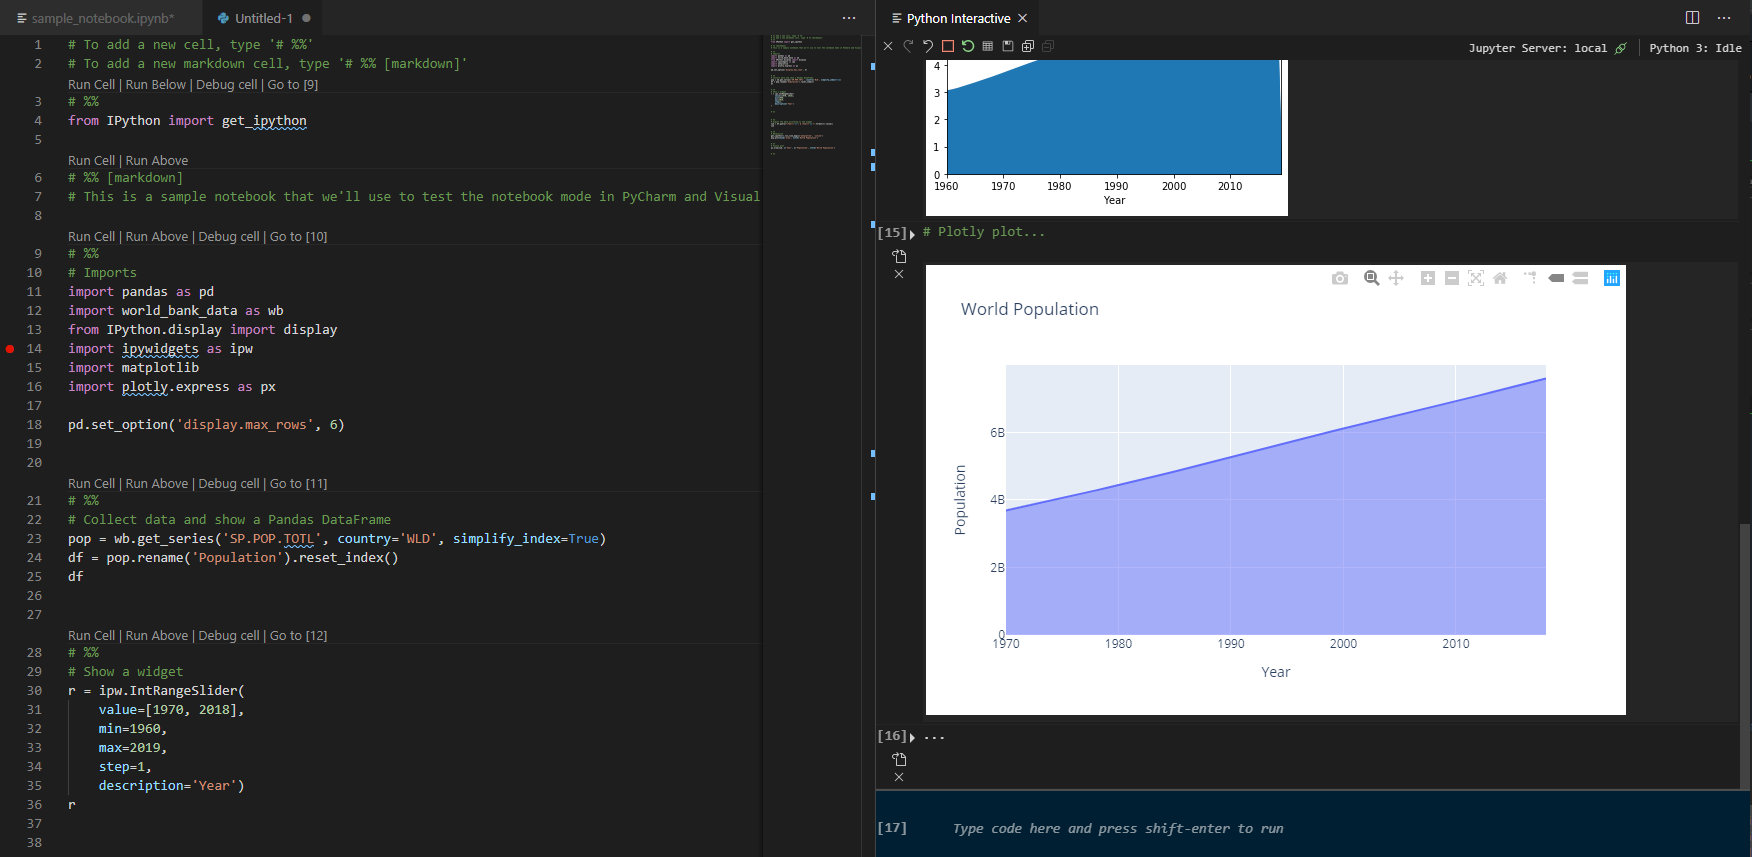 sample_notebook.ipynb*
Untitled-1
1 # To add a new cell, type '# %%'
2 # To add a new markdown cell, type '# %% [markdown]'
Run Cell | Run Below | Debug cell | Go to [9]
3 # %%
4 from IPython import get_ipython
5
Run Cell | Run Above
6 # %% [markdown]
7 # This is a sample notebook that we'll use to test the notebook mode in PyCharm and Visual
8
Run Cell | Run Above | Debug cell | Go to [10]
9 # %%
10 # Imports
11 import pandas as pd
12 import world_bank_data as wb
13 from IPython.display import display
14 import ipywidgets as ipw
15 import matplotlib
16 import plotly.express as px
17
18 pd.set_option('display.max_rows', 6)
19
20
Run Cell | Run Above | Debug cell | Go to [11]
21 # %%
22 # Collect data and show a Pandas DataFrame
23 pop = wb.get_series('SP.POP.TOTL', country='WLD', simplify_index=True)
24 df = pop.rename('Population').reset_index()
25 df
26
27
Run Cell | Run Above | Debug cell | Go to [12]
28 # %%
29 # Show a widget
30 r = ipw.IntRangeSlider(
31 value=[1970, 2018],
32 min=1960,
33 max=2019,
34 step=1,
35 description='Year')
36 r
37
38
Python Interactive
Jupyter Server: local | Python 3: Idle
4
3
2
1
0
1960 1970 1980 1990 2000 2010
Year
[15] # Plotly plot...
World Population
Population
6B
4B
2B
0
1970 1980 1990 2000 2010
Year
[16] ...
[17] Type code here and press shift-enter to run